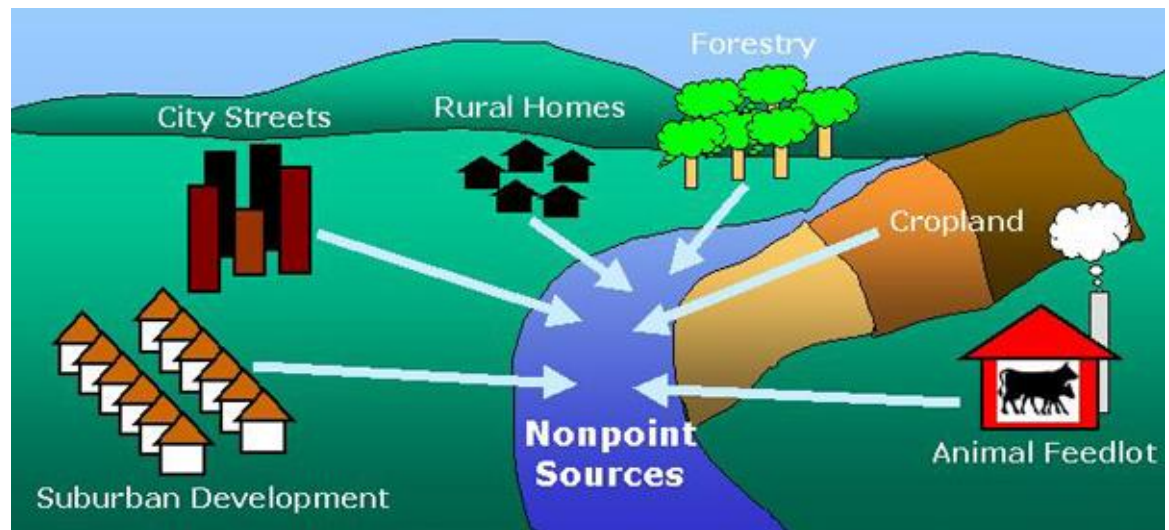 Forestry
City Streets
Rural Homes
Cropland
Nonpoint
Sources
Animal Feedlot
Suburban Development